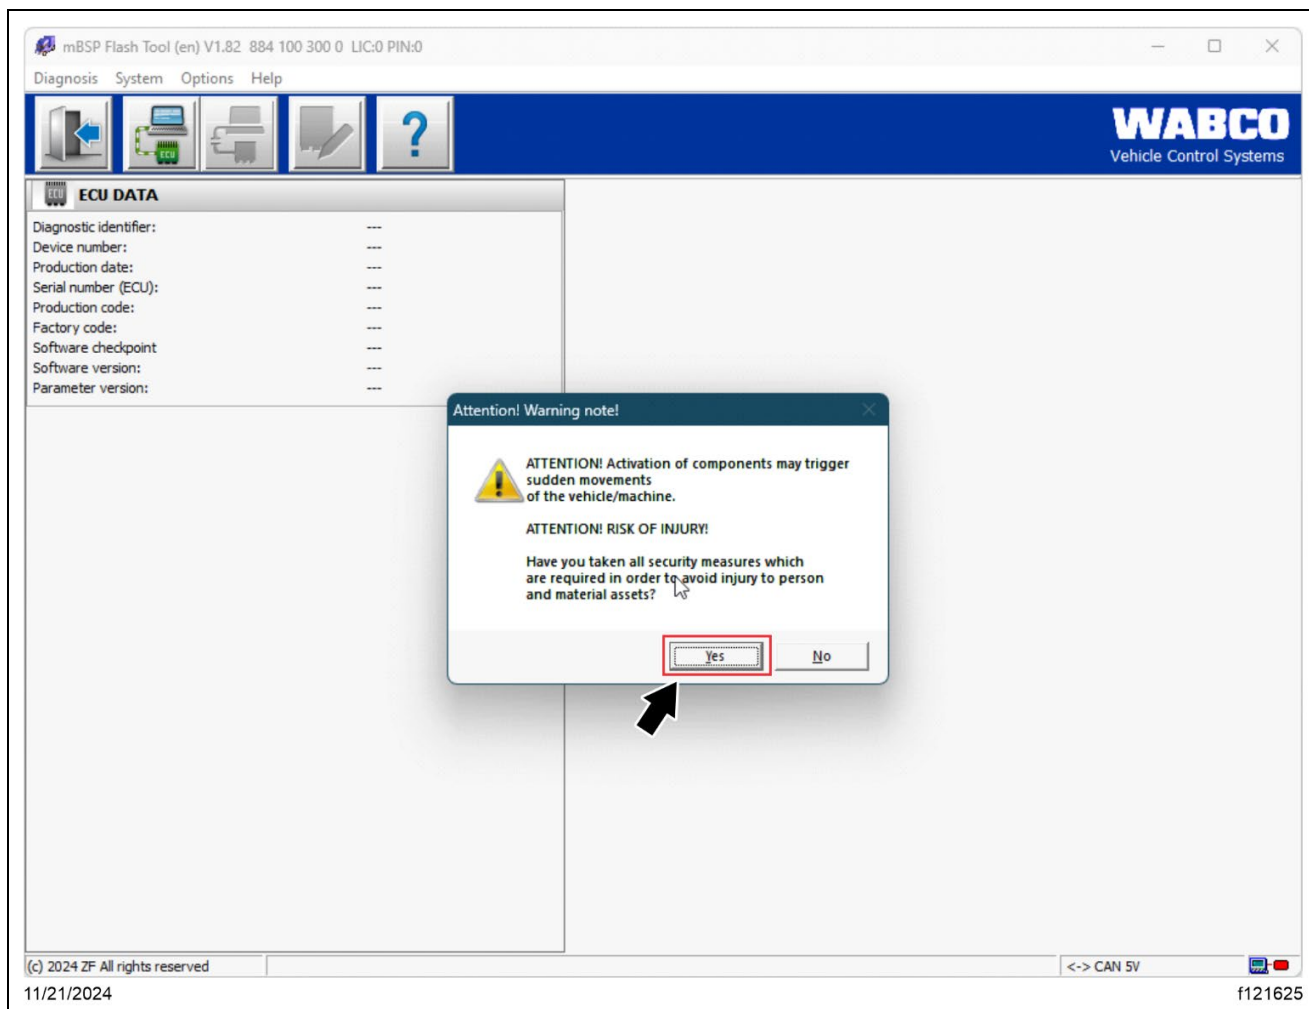 mBSP Flash Tool (en) V1.82 884 100 300 0 LIC:0 PIN:0
Diagnosis System Options Help
ECU
?
WABCO
Vehicle Control Systems
ECU ECU DATA
Diagnostic identifier: ---
Device number: ---
Production date: ---
Serial number (ECU): ---
Production code: ---
Factory code: ---
Software checkpoint ---
Software version: ---
Parameter version: ---
Attention! Warning note!
ATTENTION! Activation of components may trigger
sudden movements
of the vehicle/machine.
ATTENTION! RISK OF INJURY!
Have you taken all security measures which
are required in order to avoid injury to person
and material assets?
Yes No
(c) 2024 ZF All rights reserved
<-> CAN 5V
11/21/2024
f121625